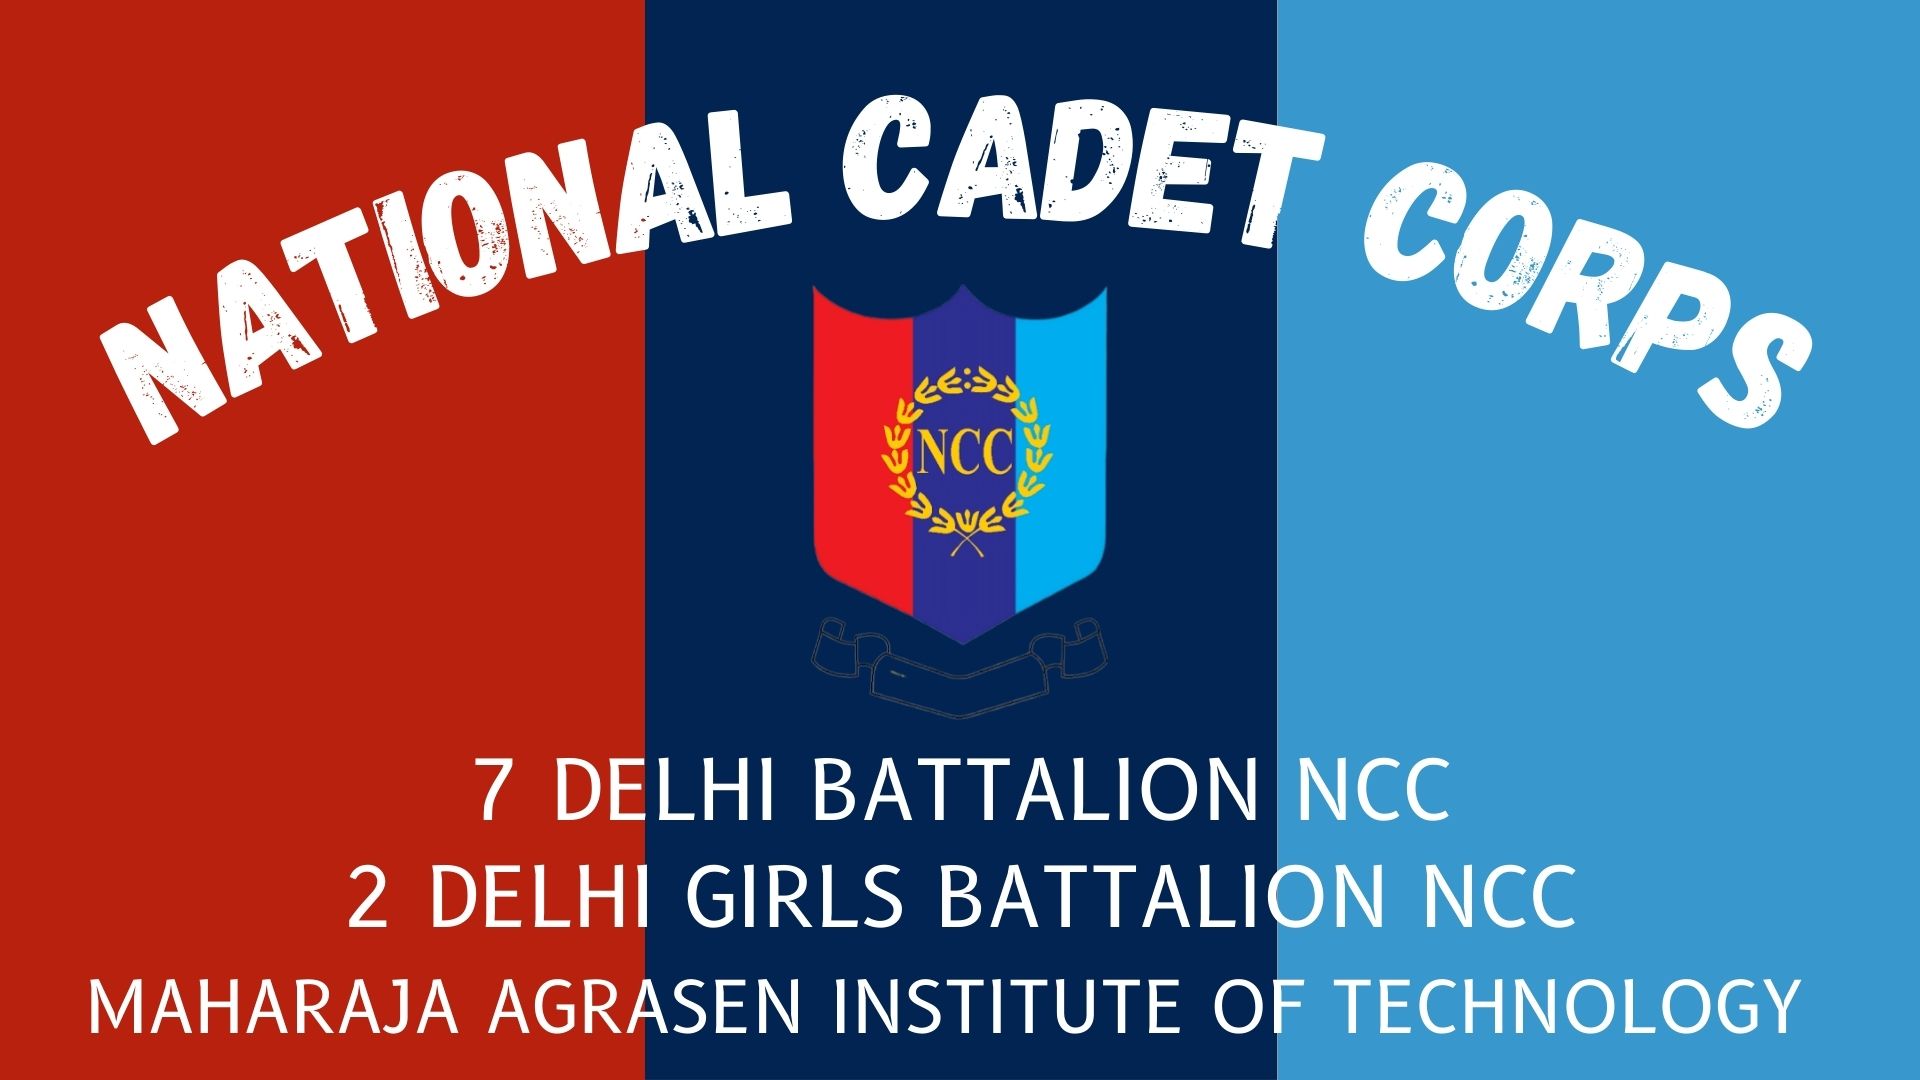 NATIONAL CADET CORPS
NCC
7 DELHI BATTALION NCC
2 DELHI GIRLS BATTALION NCC
MAHARAJA AGRASEN INSTITUTE OF TECHNOLOGY